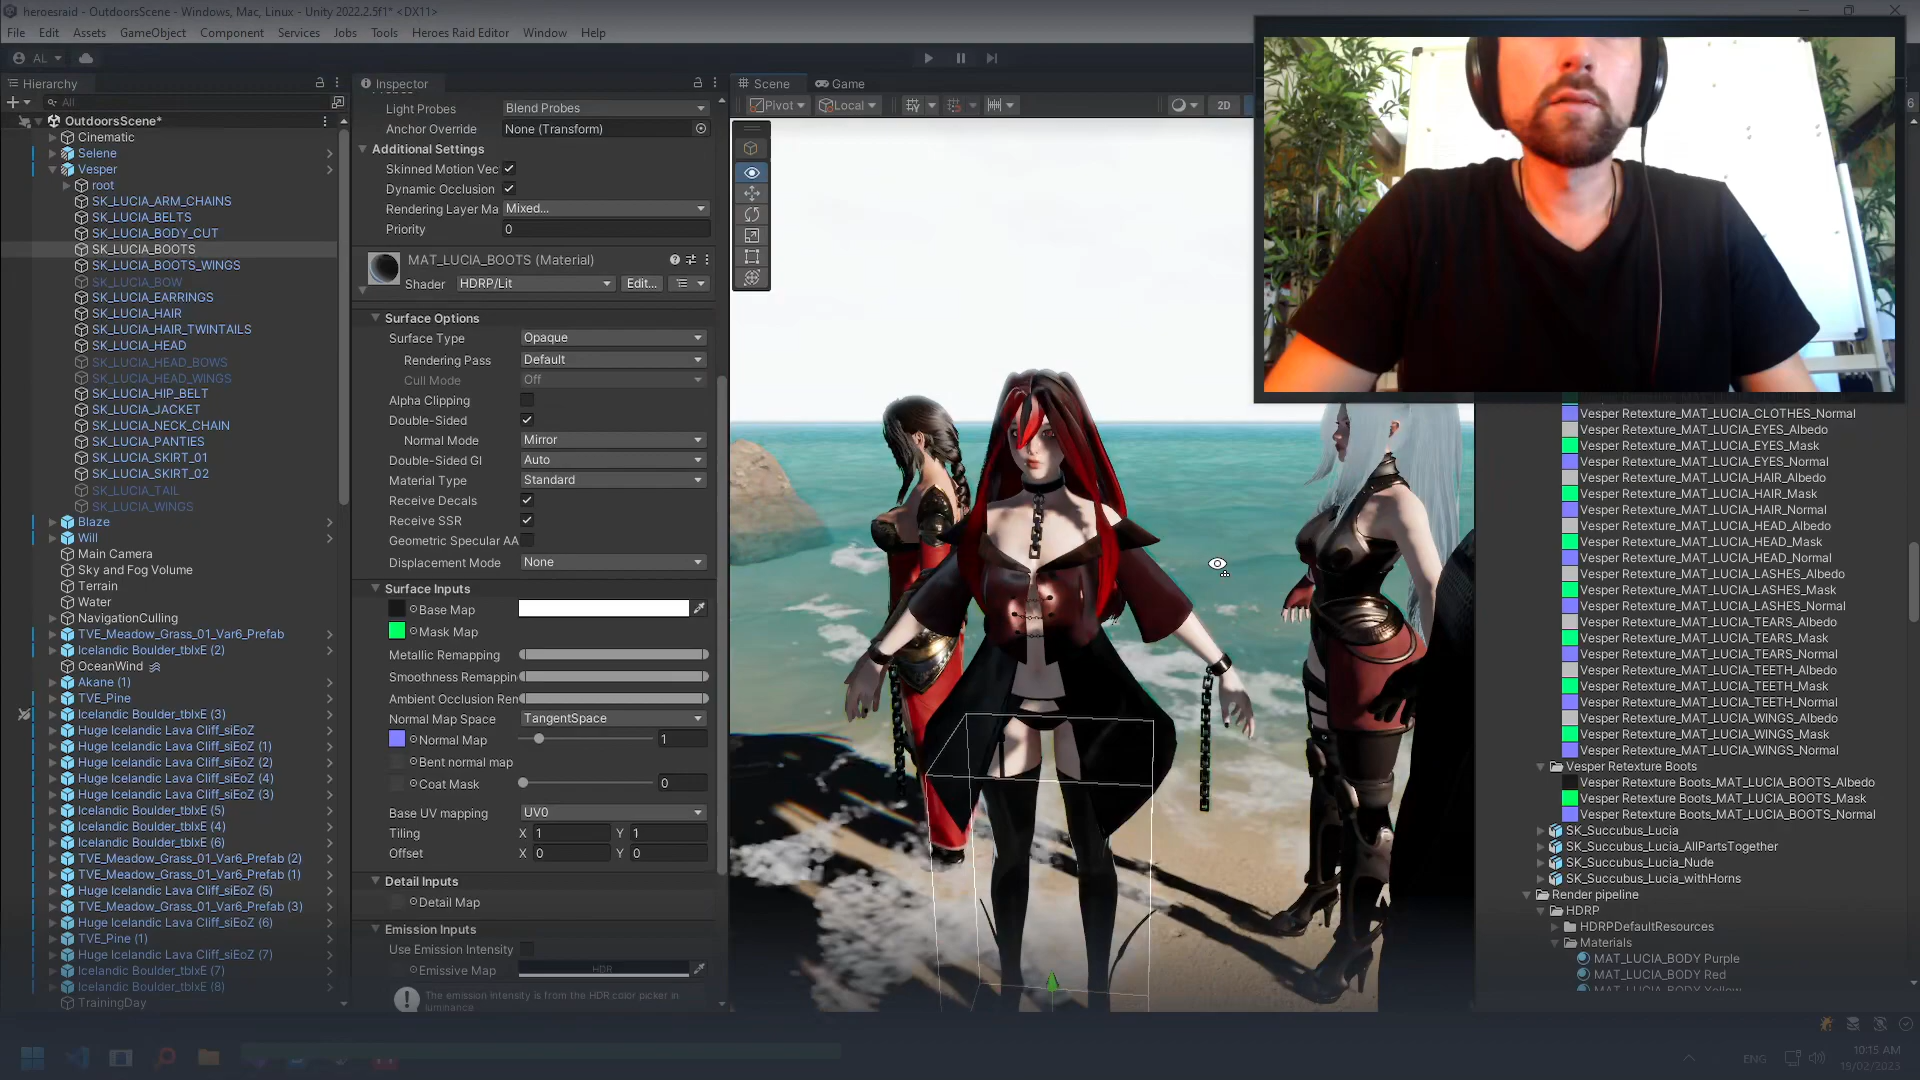 heroesraid - OutdoorsScene - Windows, Mac, Linux - Unity 2022.2.5f1* <DX11>
File Edit Assets GameObject Component Services Jobs Tools Heroes Raid Editor Window Help
AL
Hierarchy
All
OutdoorsScene*
Cinematic
Selene
Vesper
root
SK_LUCIA_ARM_CHAINS
SK_LUCIA_BELTS
SK_LUCIA_BODY_CUT
SK_LUCIA_BOOTS
SK_LUCIA_BOOTS_WINGS
SK_LUCIA_BOW
SK_LUCIA_EARRINGS
SK_LUCIA_HAIR
SK_LUCIA_HAIR_TWINTAILS
SK_LUCIA_HEAD
SK_LUCIA_HEAD_BOWS
SK_LUCIA_HEAD_WINGS
SK_LUCIA_HIP_BELT
SK_LUCIA_JACKET
SK_LUCIA_NECK_CHAIN
SK_LUCIA_PANTIES
SK_LUCIA_SKIRT_01
SK_LUCIA_SKIRT_02
SK_LUCIA_TAIL
SK_LUCIA_WINGS
Blaze
Will
Main Camera
Sky and Fog Volume
Terrain
Water
NavigationCulling
TVE_Meadow_Grass_01_Var6_Prefab
Icelandic Boulder_tblxE (2)
OceanWind
Akane (1)
TVE_Pine
Icelandic Boulder_tblxE (3)
Huge Icelandic Lava Cliff_siEoZ
Huge Icelandic Lava Cliff_siEoZ (1)
Huge Icelandic Lava Cliff_siEoZ (2)
Huge Icelandic Lava Cliff_siEoZ (4)
Huge Icelandic Lava Cliff_siEoZ (3)
Icelandic Boulder_tblxE (5)
Icelandic Boulder_tblxE (4)
Icelandic Boulder_tblxE (6)
TVE_Meadow_Grass_01_Var6_Prefab (2)
TVE_Meadow_Grass_01_Var6_Prefab (1)
Huge Icelandic Lava Cliff_siEoZ (5)
TVE_Meadow_Grass_01_Var6_Prefab (3)
Huge Icelandic Lava Cliff_siEoZ (6)
TVE_Pine (1)
Huge Icelandic Lava Cliff_siEoZ (7)
Icelandic Boulder_tblxE (7)
Icelandic Boulder_tblxE (8)
TrainingDay
Inspector
Light Probes Blend Probes
Anchor Override None (Transform)
Additional Settings
Skinned Motion Vec
Dynamic Occlusion
Rendering Layer Ma Mixed...
Priority 0
MAT_LUCIA_BOOTS (Material)
Shader HDRP/Lit Edit...
Surface Options
Surface Type Opaque
Rendering Pass Default
Cull Mode Off
Alpha Clipping
Double-Sided
Normal Mode Mirror
Double-Sided GI Auto
Material Type Standard
Receive Decals
Receive SSR
Geometric Specular AA
Displacement Mode None
Surface Inputs
Base Map
Mask Map
Metallic Remapping
Smoothness Remappin
Ambient Occlusion Ren
Normal Map Space TangentSpace
Normal Map 1
Bent normal map
Coat Mask 0
Base UV mapping UV0
Tiling X 1 Y 1
Offset X 0 Y 0
Detail Inputs
Detail Map
Emission Inputs
Use Emission Intensity
Emissive Map HDR
The emission intensity is from the HDR color picker in
luminance
Scene Game
Pivot Local 2D
Vesper Retexture_MAT_LUCIA_CLOTHES_Normal
Vesper Retexture_MAT_LUCIA_EYES_Albedo
Vesper Retexture_MAT_LUCIA_EYES_Mask
Vesper Retexture_MAT_LUCIA_EYES_Normal
Vesper Retexture_MAT_LUCIA_HAIR_Albedo
Vesper Retexture_MAT_LUCIA_HAIR_Mask
Vesper Retexture_MAT_LUCIA_HAIR_Normal
Vesper Retexture_MAT_LUCIA_HEAD_Albedo
Vesper Retexture_MAT_LUCIA_HEAD_Mask
Vesper Retexture_MAT_LUCIA_HEAD_Normal
Vesper Retexture_MAT_LUCIA_LASHES_Albedo
Vesper Retexture_MAT_LUCIA_LASHES_Mask
Vesper Retexture_MAT_LUCIA_LASHES_Normal
Vesper Retexture_MAT_LUCIA_TEARS_Albedo
Vesper Retexture_MAT_LUCIA_TEARS_Mask
Vesper Retexture_MAT_LUCIA_TEARS_Normal
Vesper Retexture_MAT_LUCIA_TEETH_Albedo
Vesper Retexture_MAT_LUCIA_TEETH_Mask
Vesper Retexture_MAT_LUCIA_TEETH_Normal
Vesper Retexture_MAT_LUCIA_WINGS_Albedo
Vesper Retexture_MAT_LUCIA_WINGS_Mask
Vesper Retexture_MAT_LUCIA_WINGS_Normal
Vesper Retexture Boots
Vesper Retexture Boots_MAT_LUCIA_BOOTS_Albedo
Vesper Retexture Boots_MAT_LUCIA_BOOTS_Mask
Vesper Retexture Boots_MAT_LUCIA_BOOTS_Normal
SK_Succubus_Lucia
SK_Succubus_Lucia_AllPartsTogether
SK_Succubus_Lucia_Nude
SK_Succubus_Lucia_withHorns
Render pipeline
HDRP
HDRPDefaultResources
Materials
MAT_LUCIA_BODY Purple
MAT_LUCIA_BODY Red
MAT_LUCIA_BODY Yellow
ENG
10:15 AM
19/02/2023